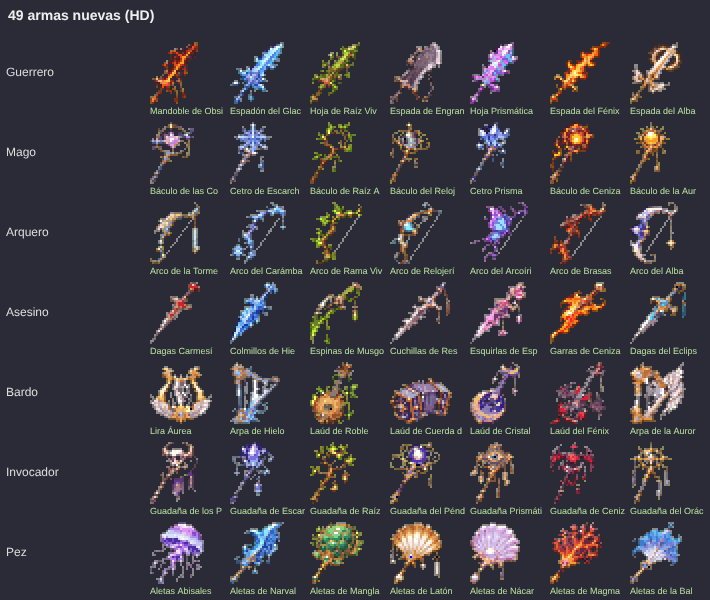 49 armas nuevas (HD)
Guerrero
Mandoble de Obsi
Espadón del Glac
Hoja de Raíz Viv
Espada de Engran
Hoja Prismática
Espada del Fénix
Espada del Alba
Mago
Báculo de las Co
Cetro de Escarch
Báculo de Raíz A
Báculo del Reloj
Cetro Prisma
Báculo de Ceniza
Báculo de la Aur
Arquero
Arco de la Torme
Arco del Carámba
Arco de Rama Viv
Arco de Relojerí
Arco del Arcoíri
Arco de Brasas
Arco del Alba
Asesino
Dagas Carmesí
Colmillos de Hie
Espinas de Musgo
Cuchillas de Res
Esquirlas de Esp
Garras de Ceniza
Dagas del Eclips
Bardo
Lira Áurea
Arpa de Hielo
Laúd de Roble
Laúd de Cuerda d
Laúd de Cristal
Laúd del Fénix
Arpa de la Auror
Invocador
Guadaña de los P
Guadaña de Escar
Guadaña de Raíz
Guadaña del Pénd
Guadaña Prismáti
Guadaña de Ceniz
Guadaña del Orác
Pez
Aletas Abisales
Aletas de Narval
Aletas de Mangla
Aletas de Latón
Aletas de Nácar
Aletas de Magma
Aletas de la Bal